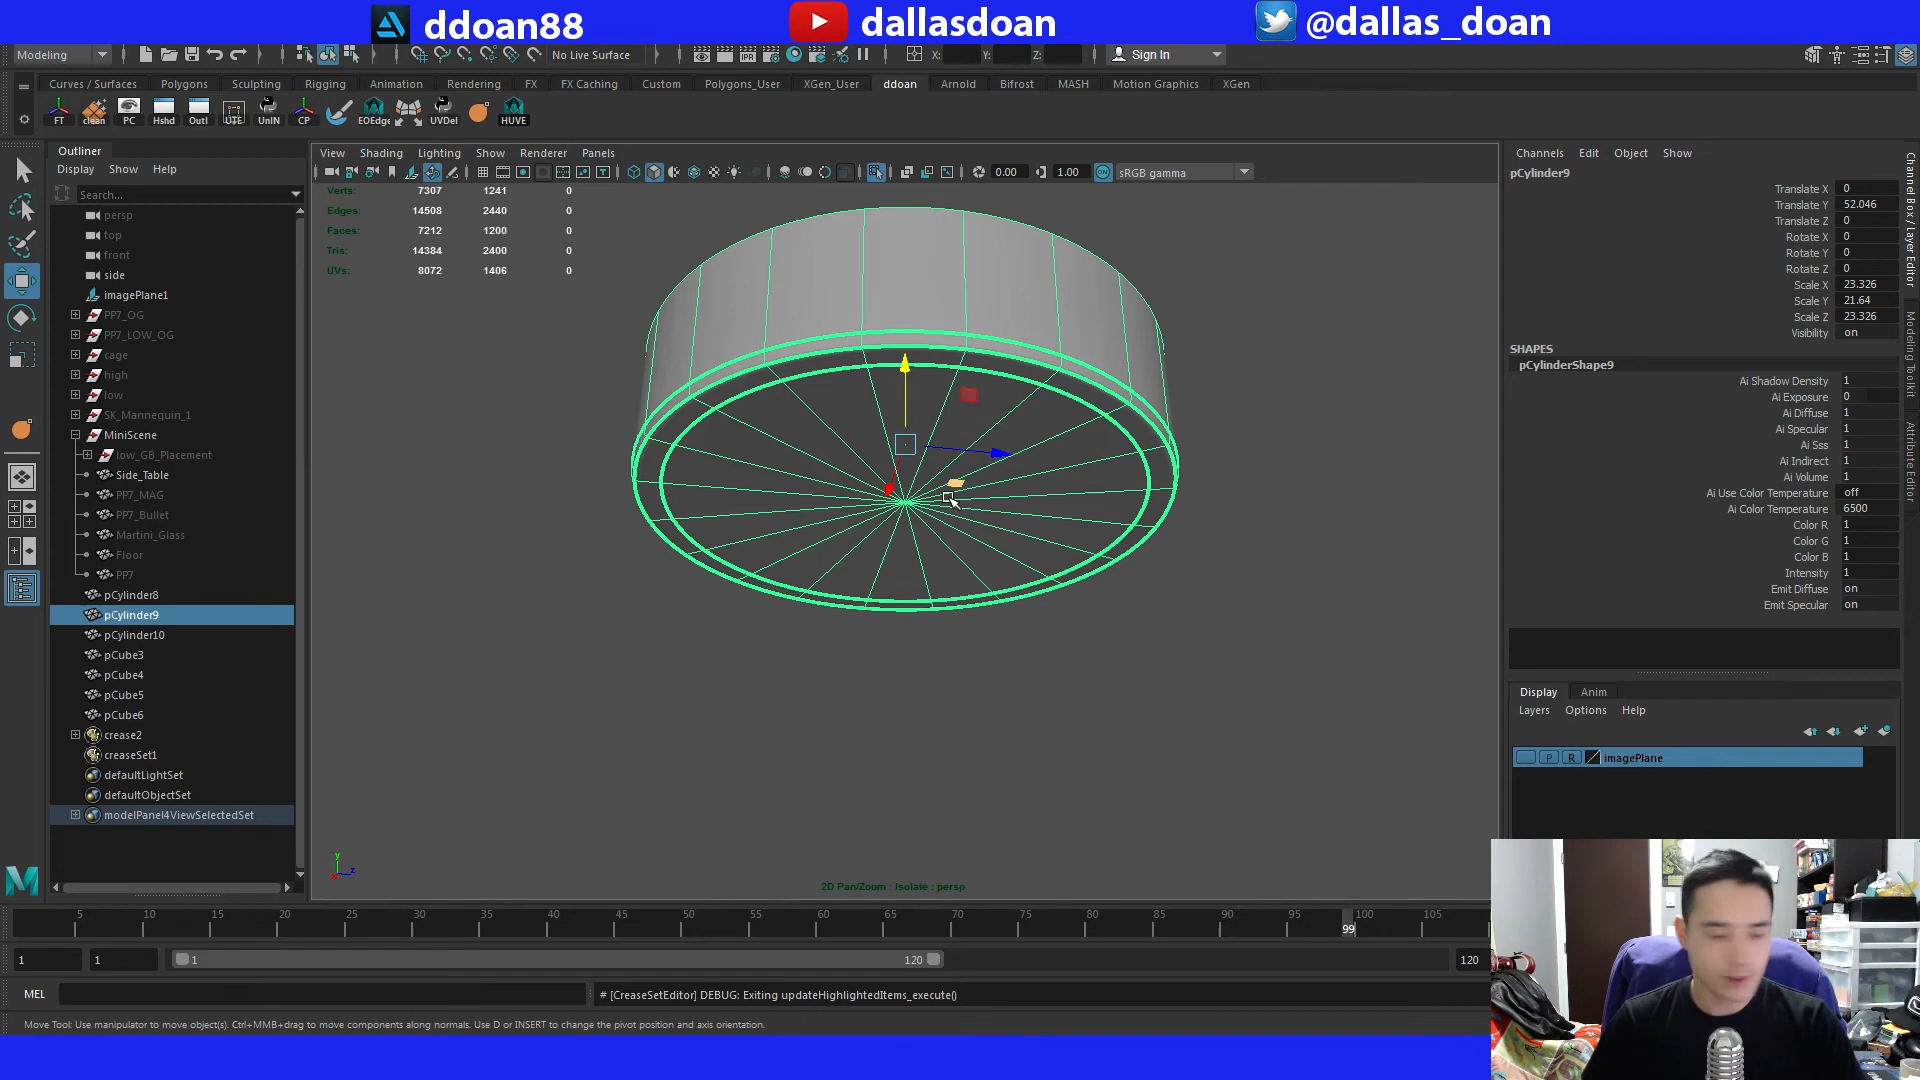 ddoan88
dallasdoan
@dallas_doan
Modeling
No Live Surface
X:
Y:
Z:
Sign In
Curves / Surfaces
Polygons
Sculpting
Rigging
Animation
Rendering
FX
FX Caching
Custom
Polygons_User
XGen_User
ddoan
Arnold
Bifrost
MASH
Motion Graphics
XGen
FT
clean
PC
Hshd
Outl
UTE
UnIN
CP
EOEdge
UVDel
HUVE
Outliner
Display Show Help
Search...
persp
top
front
side
imagePlane1
PP7_OG
PP7_LOW_OG
cage
high
low
SK_Mannequin_1
MiniScene
low_GB_Placement
Side_Table
PP7_MAG
PP7_Bullet
Martini_Glass
Floor
PP7
pCylinder8
pCylinder9
pCylinder10
pCube3
pCube4
pCube5
pCube6
crease2
creaseSet1
defaultLightSet
defaultObjectSet
modelPanel4ViewSelectedSet
View Shading Lighting Show Renderer Panels
0.00
1.00
sRGB gamma
Verts: 7307 1241 0
Edges: 14508 2440 0
Faces: 7212 1200 0
Tris: 14384 2400 0
UVs: 8072 1406 0
y
z
2D Pan/Zoom : isolate : persp
Channels Edit Object Show
pCylinder9
Translate X 0
Translate Y 52.046
Translate Z 0
Rotate X 0
Rotate Y 0
Rotate Z 0
Scale X 23.326
Scale Y 21.64
Scale Z 23.326
Visibility on
SHAPES
pCylinderShape9
Ai Shadow Density 1
Ai Exposure 0
Ai Diffuse 1
Ai Specular 1
Ai Sss 1
Ai Indirect 1
Ai Volume 1
Ai Use Color Temperature off
Ai Color Temperature 6500
Color R 1
Color G 1
Color B 1
Intensity 1
Emit Diffuse on
Emit Specular on
Channel Box / Layer Editor
Modeling Toolkit
Attribute Editor
Display Anim
Layers Options Help
P R imagePlane
5 10 15 20 25 30 35 40 45 50 55 60 65 70 75 80 85 90 95 100 105
99
1
1
1
120
120
MEL
# [CreaseSetEditor] DEBUG: Exiting updateHighlightedItems_execute()
Move Tool: Use manipulator to move object(s). Ctrl+MMB+drag to move components along normals. Use D or INSERT to change the pivot position and axis orientation.